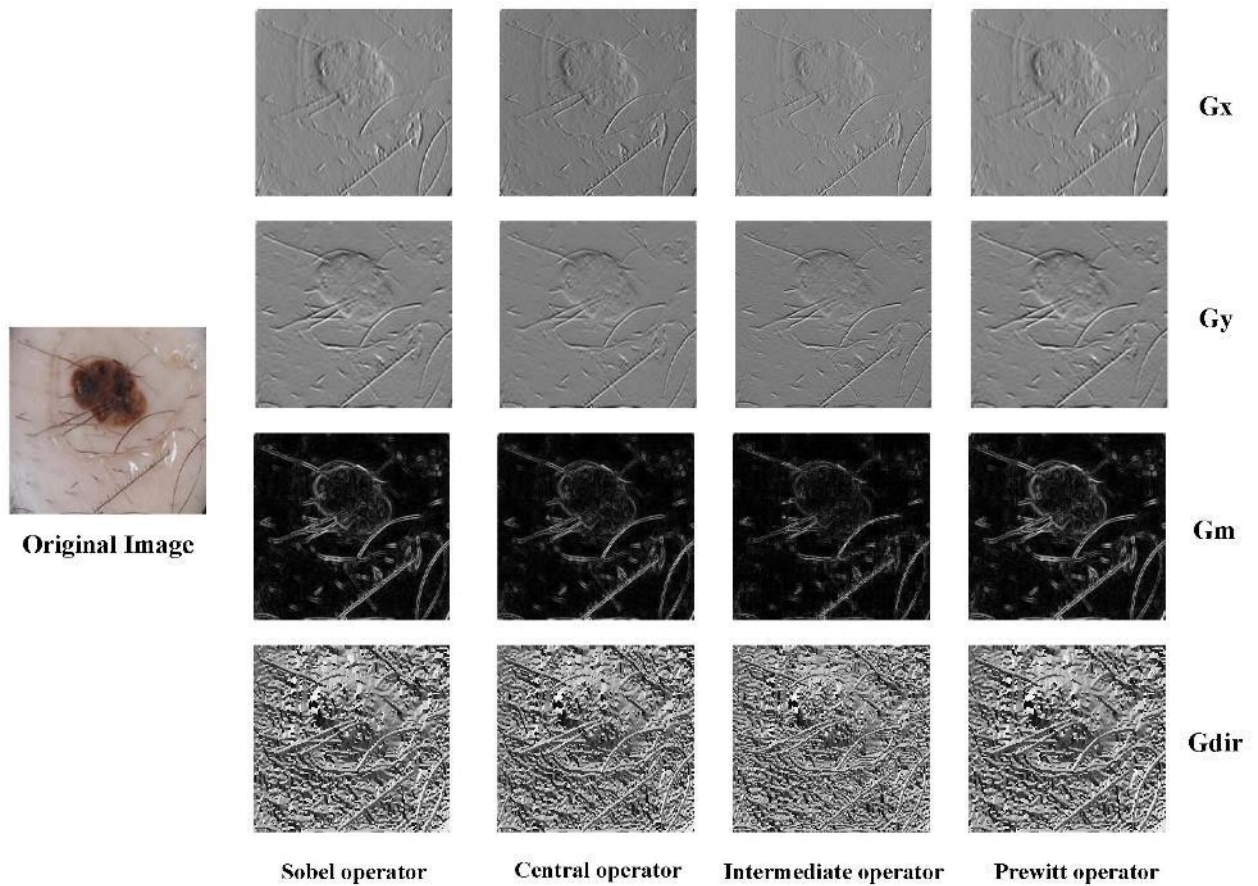 Gx
Gy
Original Image
Gm
Gdir
Sobel operator
Central operator
Intermediate operator
Prewitt operator